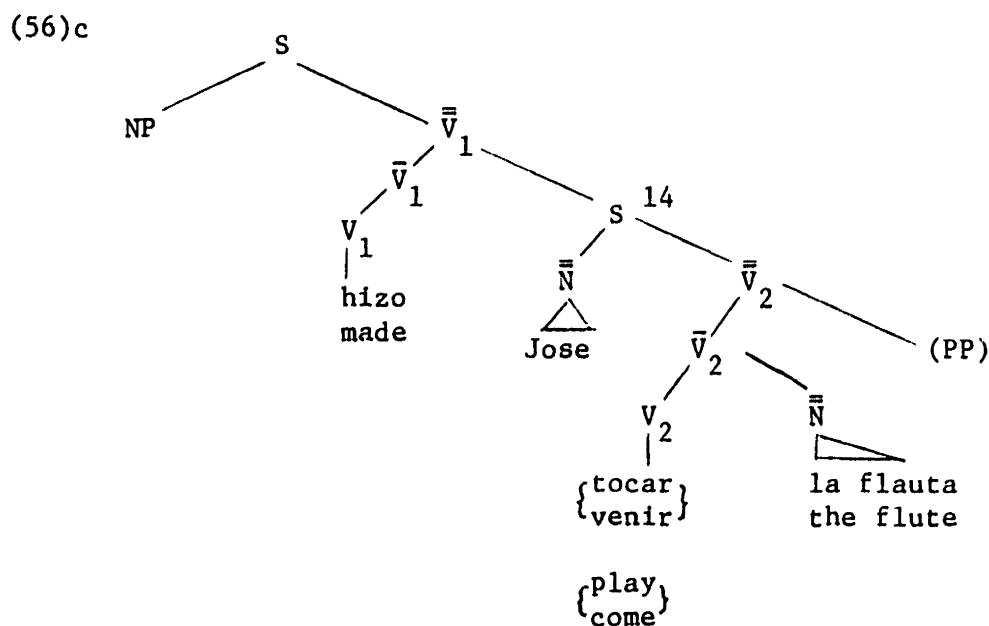 (56)c
S
NP
V̿₁
V̄₁
S 14
V₁
N̿
V̿₂
hizo
made
Jose
V̄₂
(PP)
V₂
N̿
{tocar
venir}
la flauta
the flute
{play
come}